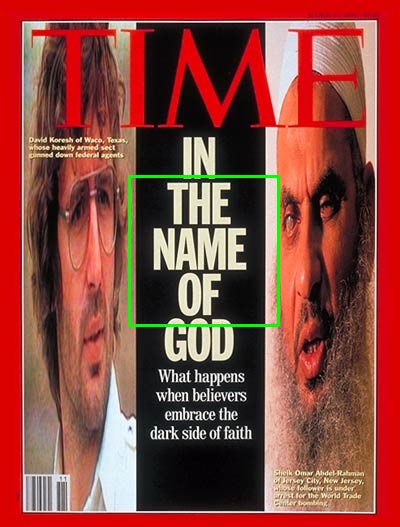 TIME
David Koresh of Waco, Texas,
whose heavily armed sect
gunned down federal agents
IN
THE
NAME
OF
GOD
What happens
when believers
embrace the
dark side of faith
Sheik Omar Abdel-Rahman
of Jersey City, New Jersey,
whose follower is under
arrest for the World Trade
Center bombing
11